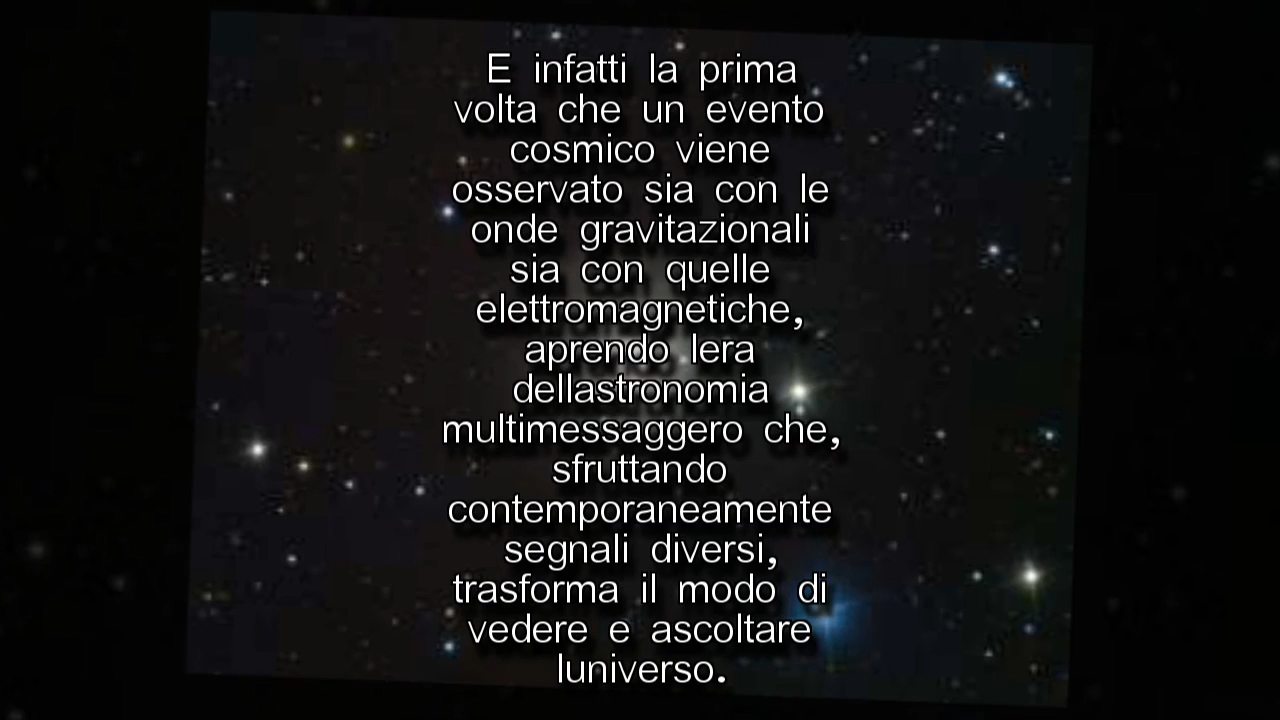 E infatti la prima
volta che un evento
cosmico viene
osservato sia con le
onde gravitazionali
sia con quelle
elettromagnetiche,
aprendo lera
dellastronomia
multimessaggero che,
sfruttando
contemporaneamente
segnali diversi,
trasforma il modo di
vedere e ascoltare
luniverso.